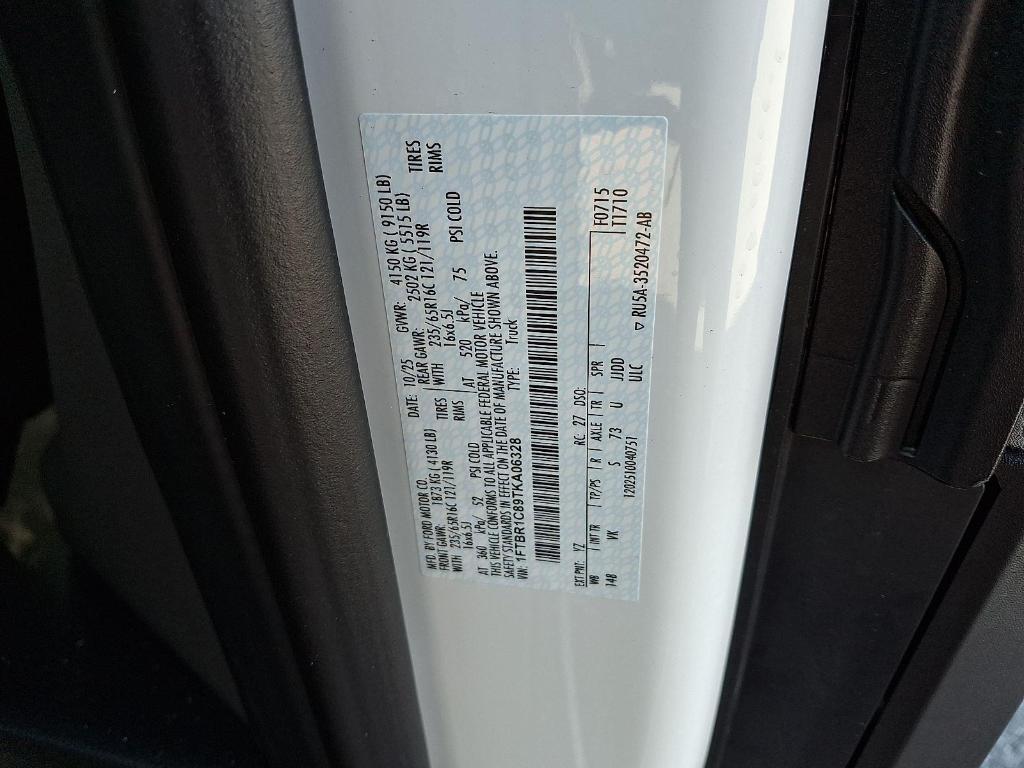 MFD. BY FORD MOTOR CO. DATE: 10/25 GVWR: 4150 KG ( 9150 LB)
FRONT GAWR: 1873 KG ( 4130 LB) REAR GAWR: 2502 KG ( 5515 LB)
WITH 235/65R16C 121/119R TIRES WITH 235/65R16C 121/119R TIRES
16x6.5J RIMS 16x6.5J RIMS
AT 360 kPa/ 52 PSI COLD AT 520 kPa/ 75 PSI COLD
THIS VEHICLE CONFORMS TO ALL APPLICABLE FEDERAL MOTOR VEHICLE
SAFETY STANDARDS IN EFFECT ON THE DATE OF MANUFACTURE SHOWN ABOVE.
VIN: 1FTBR1C89TKA06328 TYPE: Truck
EXT PNT: YZ RC: 27 DSO:
WB INT TR TP/PS R AXLE TR SPR F0715
148 VK S 73 U JJDD T1710
1202510040751 ULC
RU5A-3520472-AB